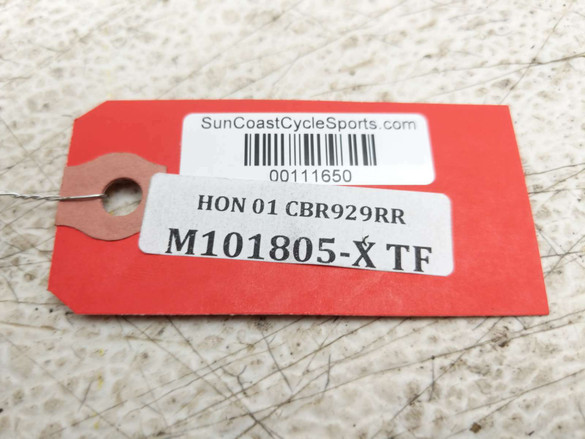 SunCoastCycleSports.com
00111650
HON 01 CBR929RR
M101805-X TF